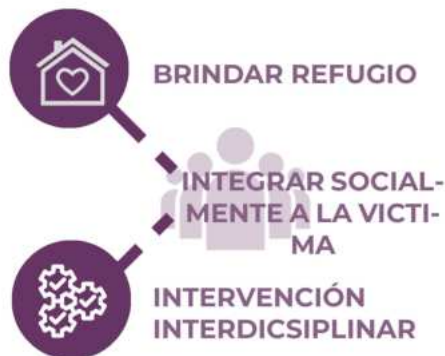 BRINDAR REFUGIO
INTEGRAR SOCIAL-
MENTE A LA VICTI-
MA
INTERVENCIÓN
INTERDICSIPLINAR